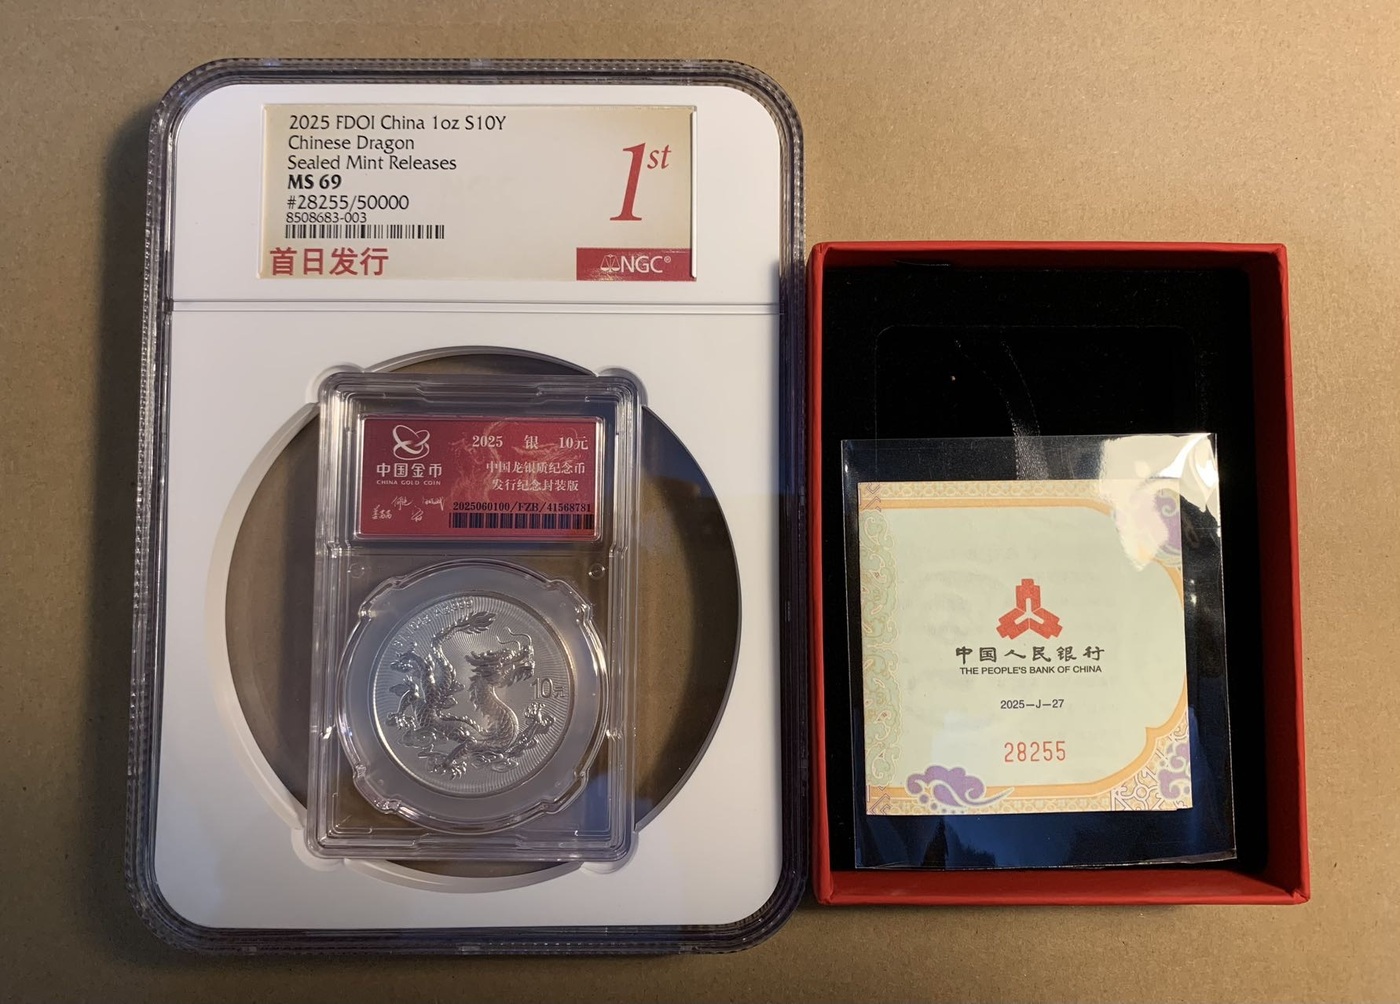 2025 FDOI China 1oz S10Y
Chinese Dragon
Sealed Mint Releases
MS 69
#28255/50000
8508683-003
首日发行
1st
NGC®
中国金币
CHINA GOLD COIN
2025 银 10元
中国龙银质纪念币
发行纪念封装版
2025060100/FZB/41568781
10元
中国人民银行
THE PEOPLE'S BANK OF CHINA
2025—J—27
28255